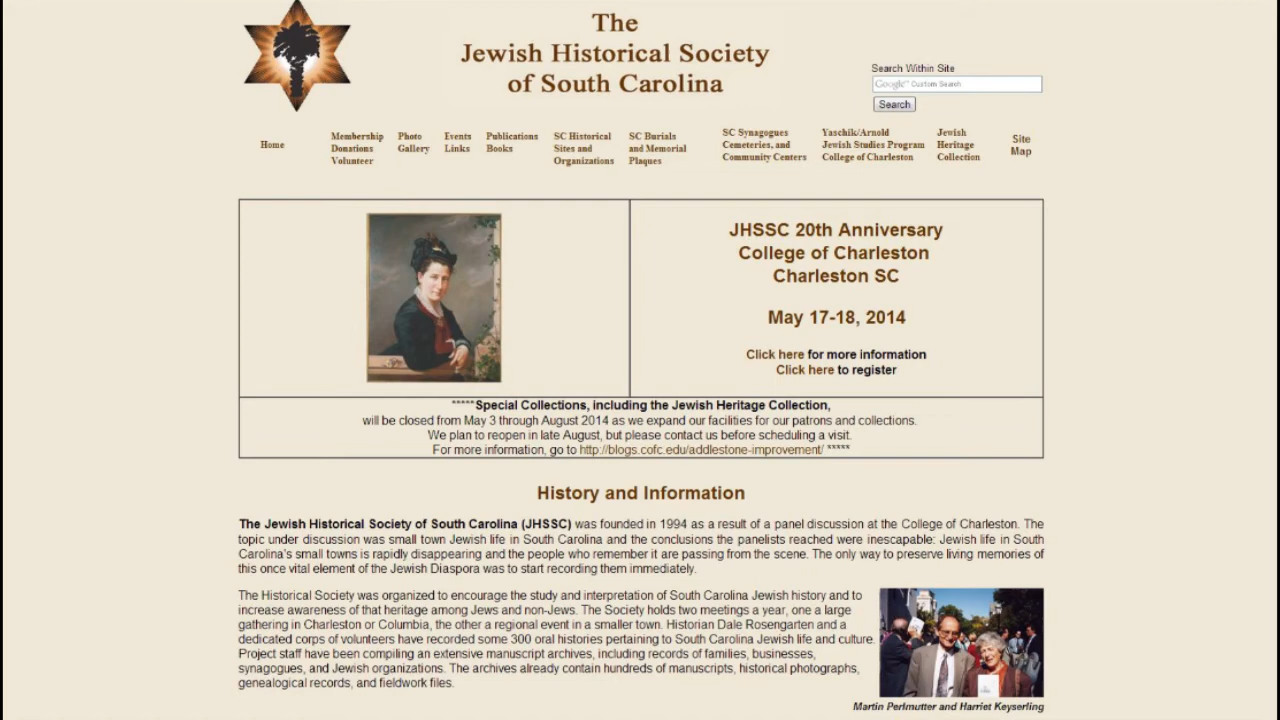 The
Jewish Historical Society
of South Carolina
Search Within Site
Google™ Custom Search
Search
Home
Membership
Donations
Volunteer
Photo
Gallery
Events
Links
Publications
Books
SC Historical
Sites and
Organizations
SC Burials
and Memorial
Plaques
SC Synagogues
Cemeteries, and
Community Centers
Yaschik/Arnold
Jewish Studies Program
College of Charleston
Jewish
Heritage
Collection
Site
Map
JHSSC 20th Anniversary
College of Charleston
Charleston SC
May 17-18, 2014
Click here for more information
Click here to register
*****Special Collections, including the Jewish Heritage Collection,
will be closed from May 3 through August 2014 as we expand our facilities for our patrons and collections.
We plan to reopen in late August, but please contact us before scheduling a visit.
For more information, go to http://blogs.cofc.edu/addlestone-improvement/ *****
History and Information
The Jewish Historical Society of South Carolina (JHSSC) was founded in 1994 as a result of a panel discussion at the College of Charleston. The
topic under discussion was small town Jewish life in South Carolina and the conclusions the panelists reached were inescapable: Jewish life in South
Carolina's small towns is rapidly disappearing and the people who remember it are passing from the scene. The only way to preserve living memories of
this once vital element of the Jewish Diaspora was to start recording them immediately.
The Historical Society was organized to encourage the study and interpretation of South Carolina Jewish history and to
increase awareness of that heritage among Jews and non-Jews. The Society holds two meetings a year, one a large
gathering in Charleston or Columbia, the other a regional event in a smaller town. Historian Dale Rosengarten and a
dedicated corps of volunteers have recorded some 300 oral histories pertaining to South Carolina Jewish life and culture.
Project staff have been compiling an extensive manuscript archives, including records of families, businesses,
synagogues, and Jewish organizations. The archives already contain hundreds of manuscripts, historical photographs,
genealogical records, and fieldwork files.
Martin Perlmutter and Harriet Keyserling